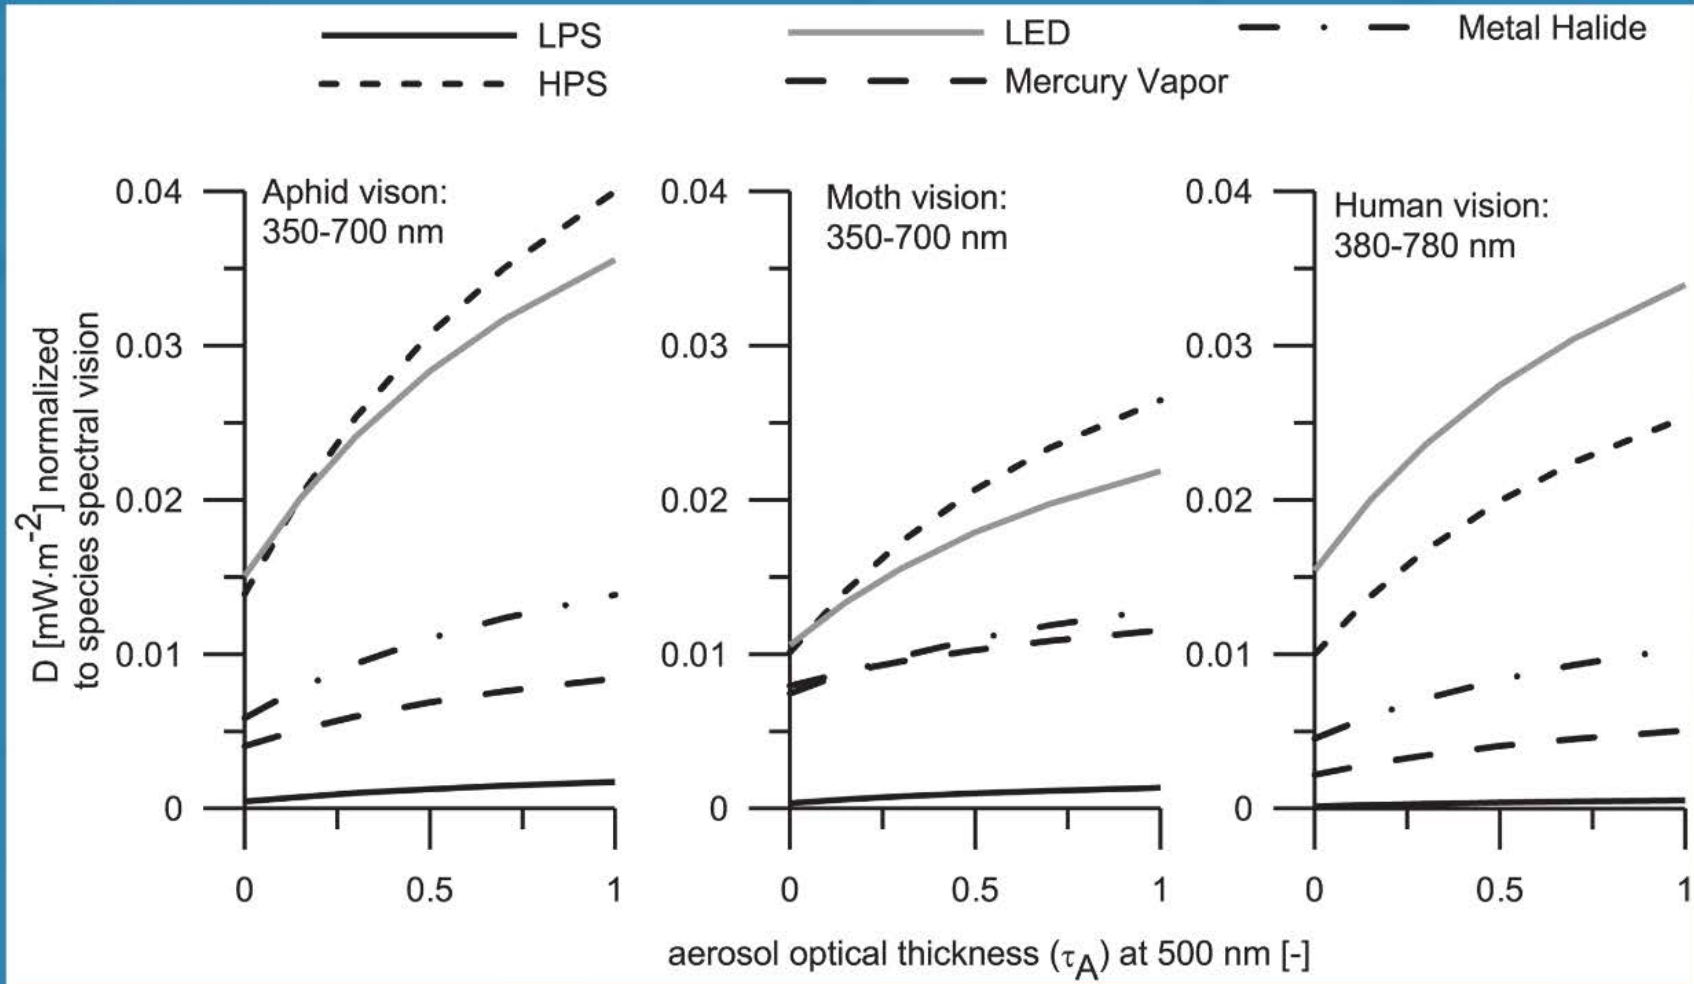 LPS
HPS
LED
Mercury Vapor
Metal Halide
D [mW·m⁻²] normalized
to species spectral vision
Aphid vison:
350-700 nm
0.04
0.03
0.02
0.01
0
0
0.5
1
Moth vision:
350-700 nm
0.04
0.03
0.02
0.01
0
0
0.5
1
Human vision:
380-780 nm
0.04
0.03
0.02
0.01
0
0
0.5
1
aerosol optical thickness (τA) at 500 nm [-]